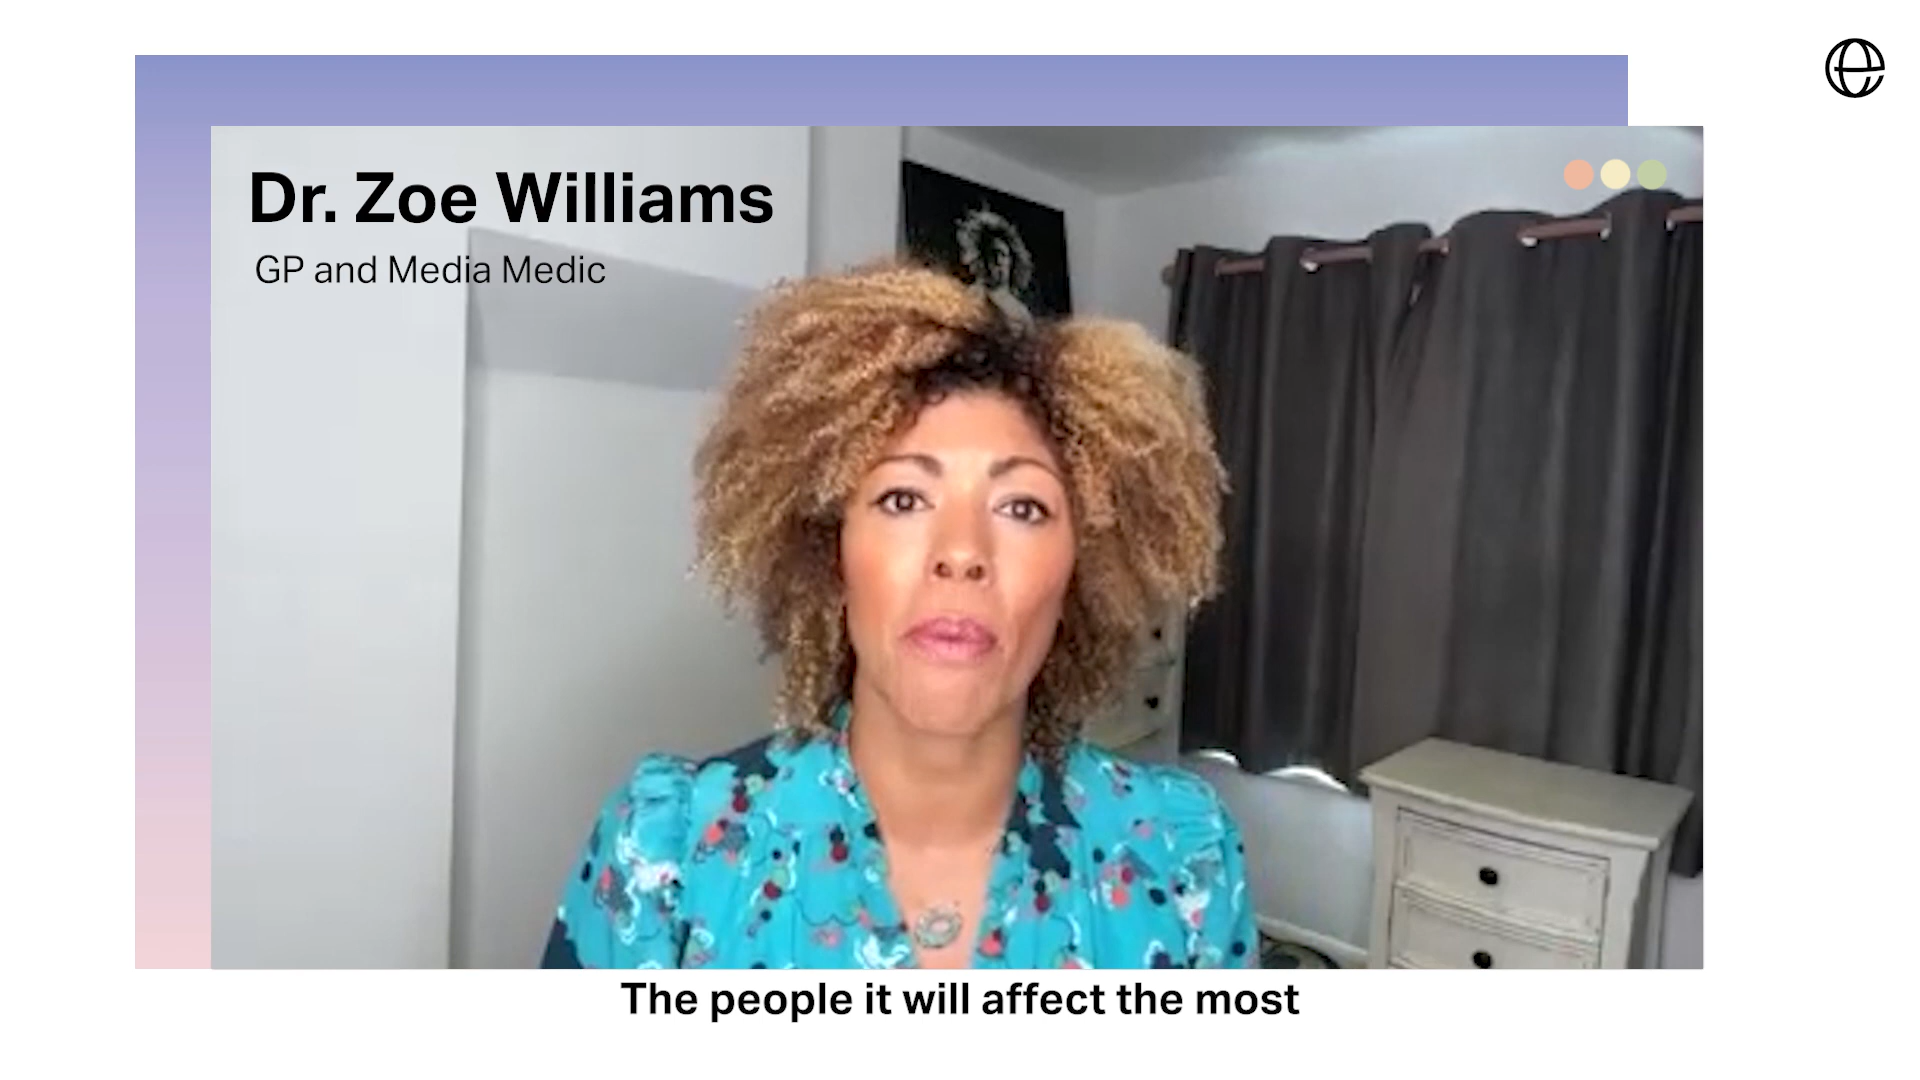 Dr. Zoe Williams
GP and Media Medic
The people it will affect the most